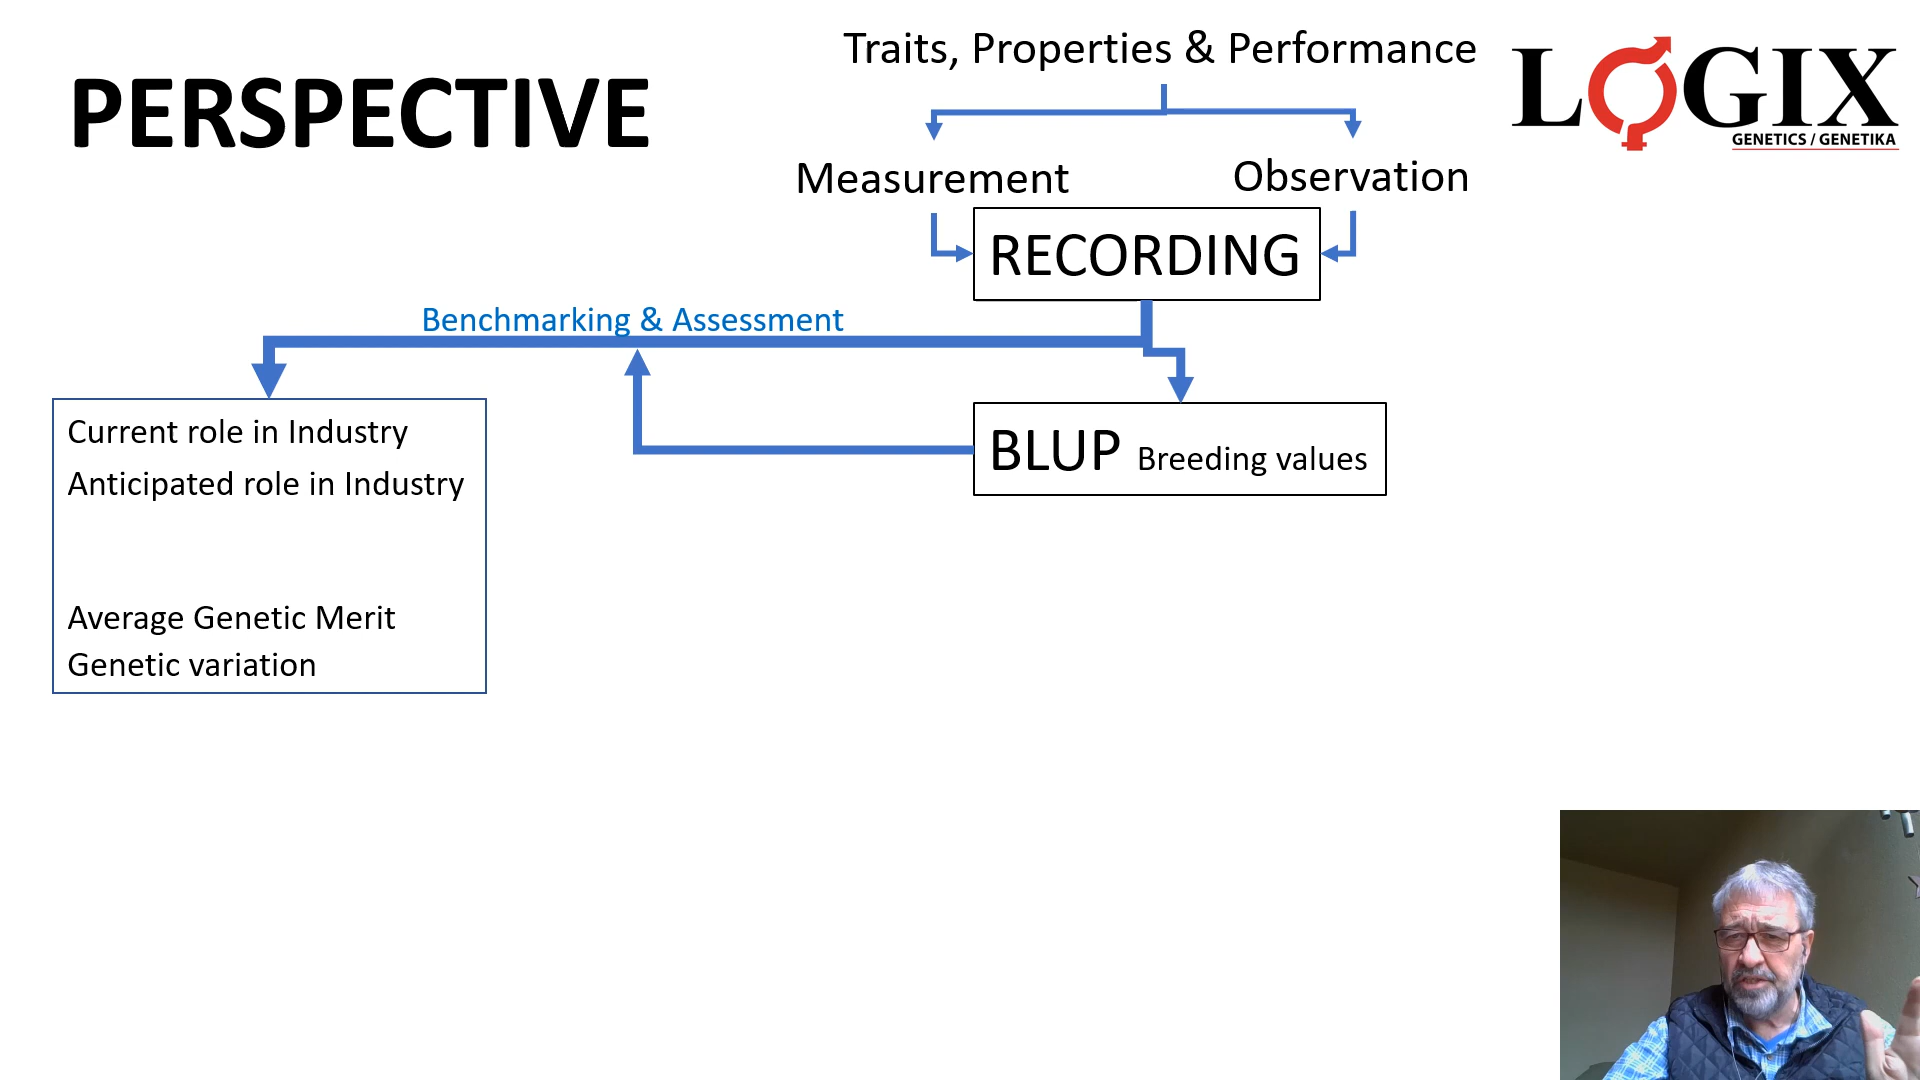 PERSPECTIVE
Traits, Properties & Performance
LOGIX
GENETICS / GENETIKA
Measurement
Observation
RECORDING
Benchmarking & Assessment
Current role in Industry
Anticipated role in Industry
Average Genetic Merit
Genetic variation
BLUP Breeding values